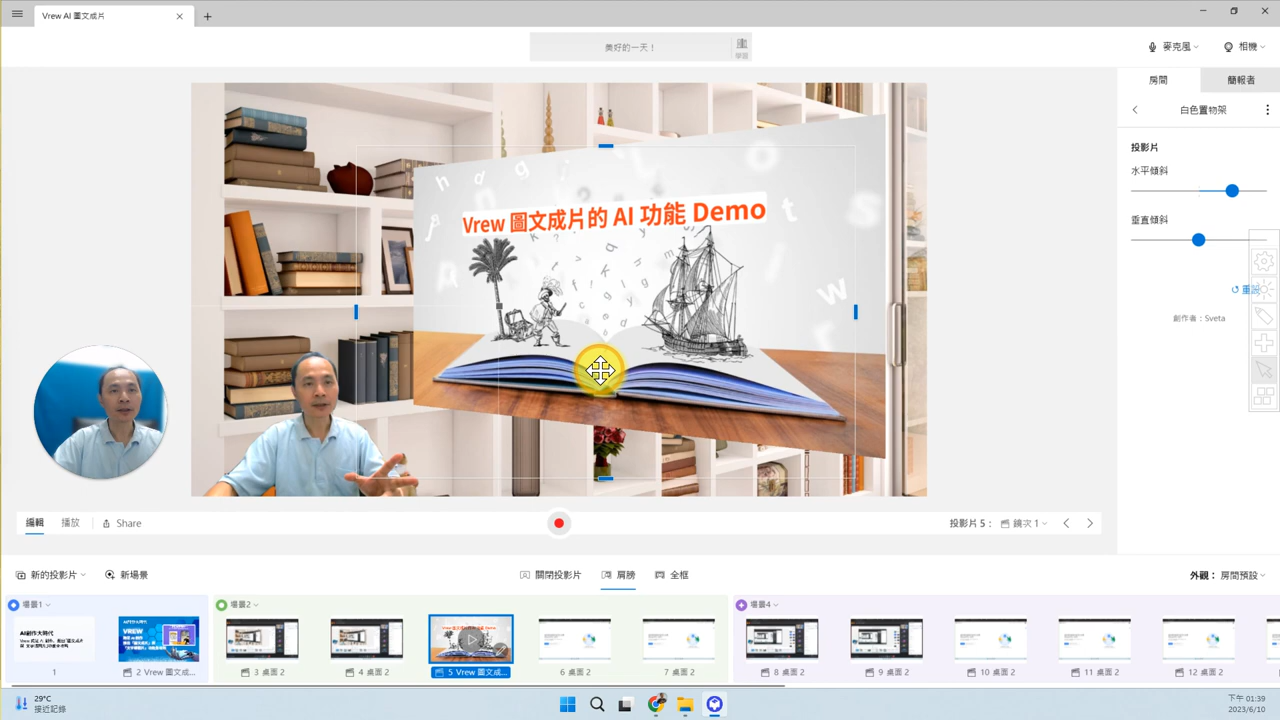 Vrew AI 圖文成片
美好的一天！
學習
麥克風
相機
房間
簡報者
白色置物架
投影片
水平傾斜
垂直傾斜
創作者：Sveta
Vrew 圖文成片的 AI 功能 Demo
編輯
播放
Share
投影片 5：
鏡次 1
新的投影片
新場景
關閉投影片
肩膀
全框
外觀：房間預設
場景1
場景2
場景4
AI創作大時代
VREW
1
2 Vrew 圖文成...
3 桌面 2
4 桌面 2
5 Vrew 圖文成...
6 桌面 2
7 桌面 2
8 桌面 2
9 桌面 2
10 桌面 2
11 桌面 2
12 桌面 2
29°C
接近記錄
下午 01:39
2023/6/10